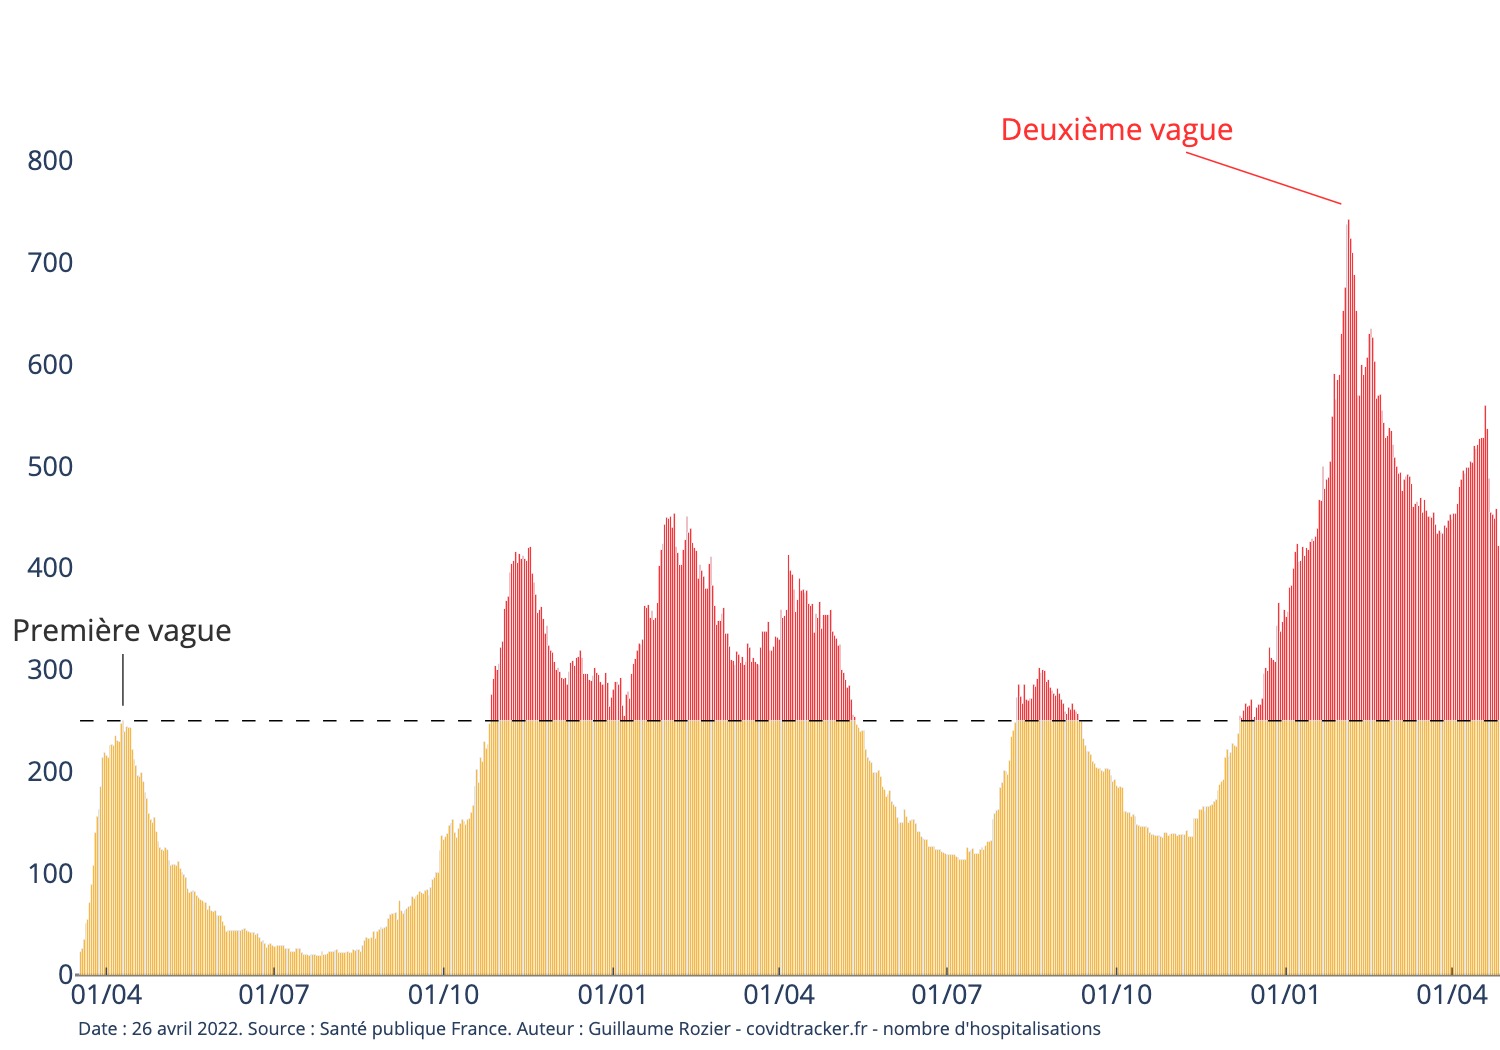 Deuxième vague
800
700
600
500
400
Première vague
300
200
100
0
01/04 01/07 01/10 01/01 01/04 01/07 01/10 01/01 01/04
Date : 26 avril 2022. Source : Santé publique France. Auteur : Guillaume Rozier - covidtracker.fr - nombre d'hospitalisations